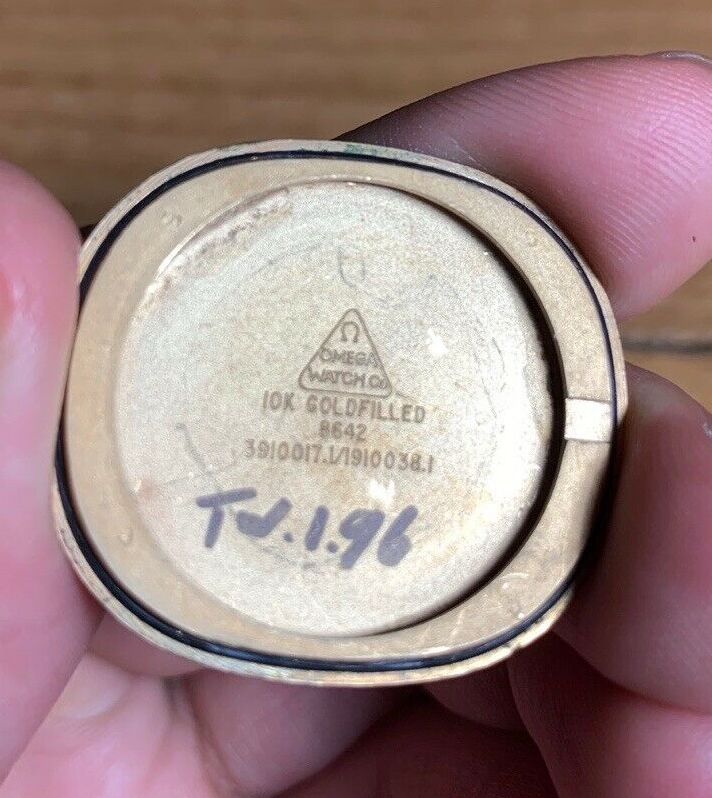 Ω
OMEGA
WATCH Co
10K GOLDFILLED
8642
3910017.1/1910038.1
TJ.1.96